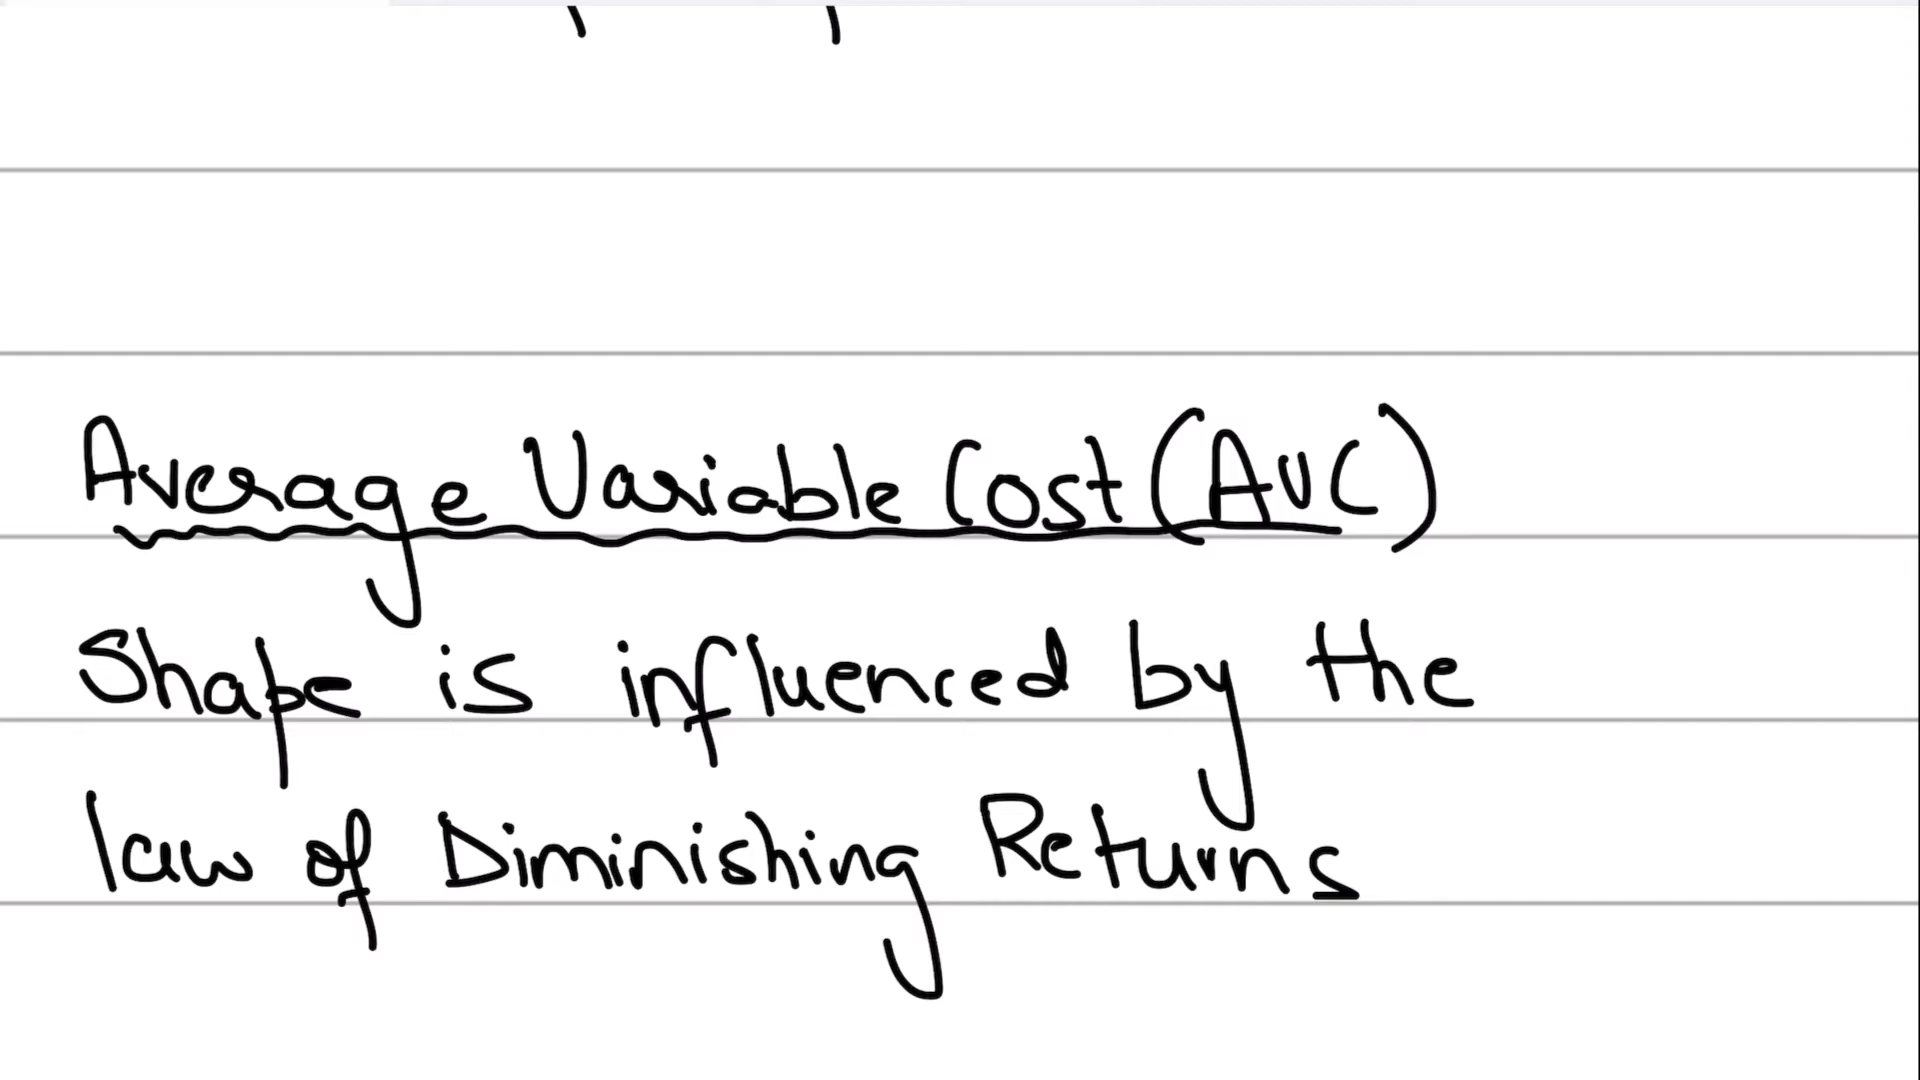 Average Variable Cost (AVC)
Shape is influenced by the
law of Diminishing Returns